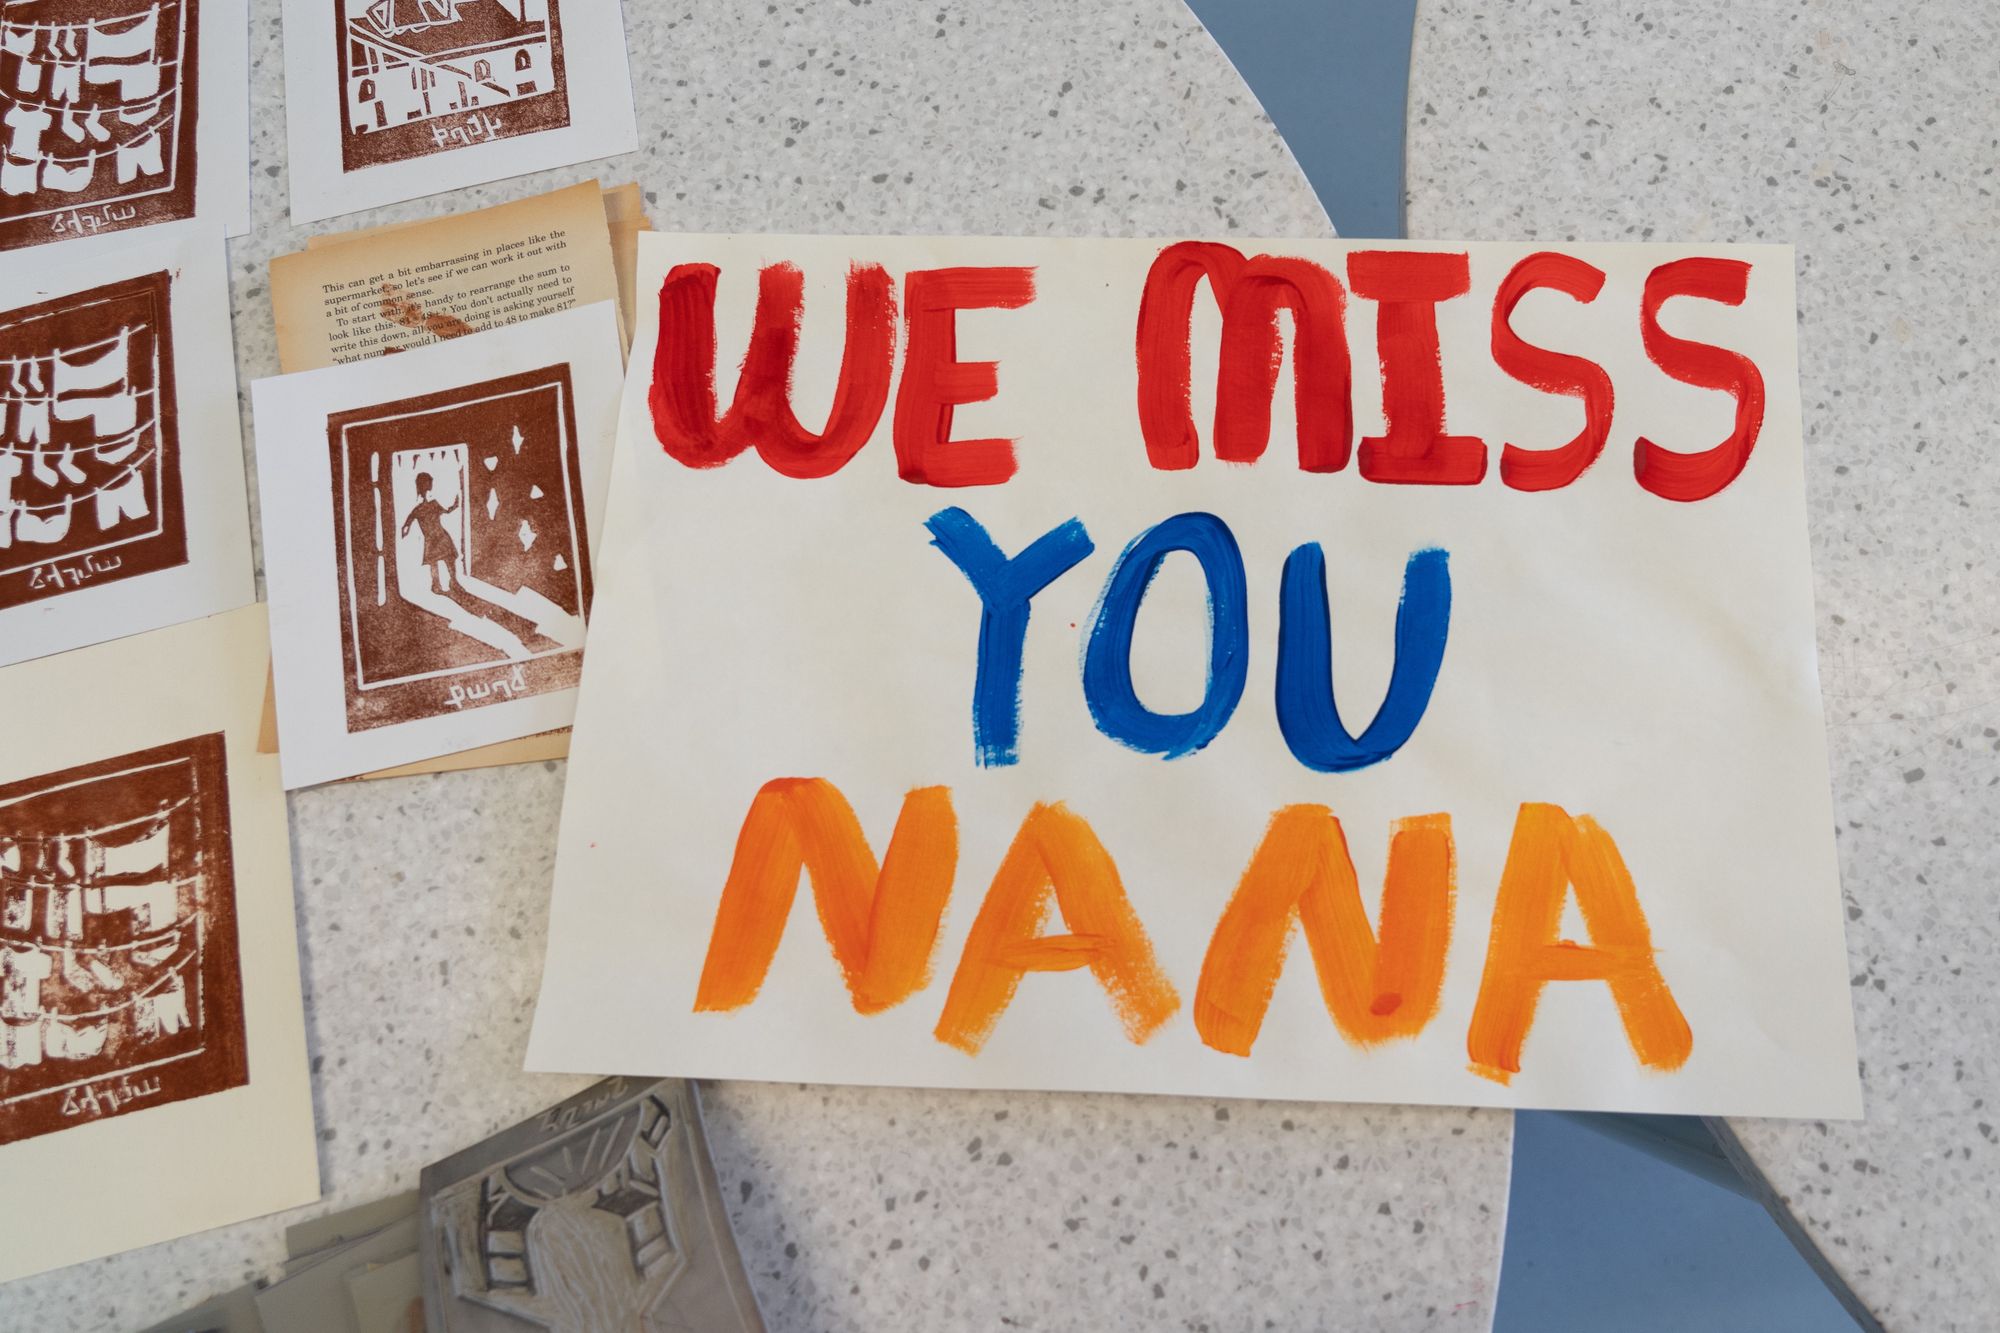 This can get a bit embarrassing in places like the
supermarket, so let's see if we can work it out with
a bit of common sense.
To start with, it's handy to rearrange the sum to
look like this: 81 - 48 = ? You don't actually need to
write this down, all you are doing is asking yourself
"what number would I need to add to 48 to make 81?"
WE MISS
YOU
NANA